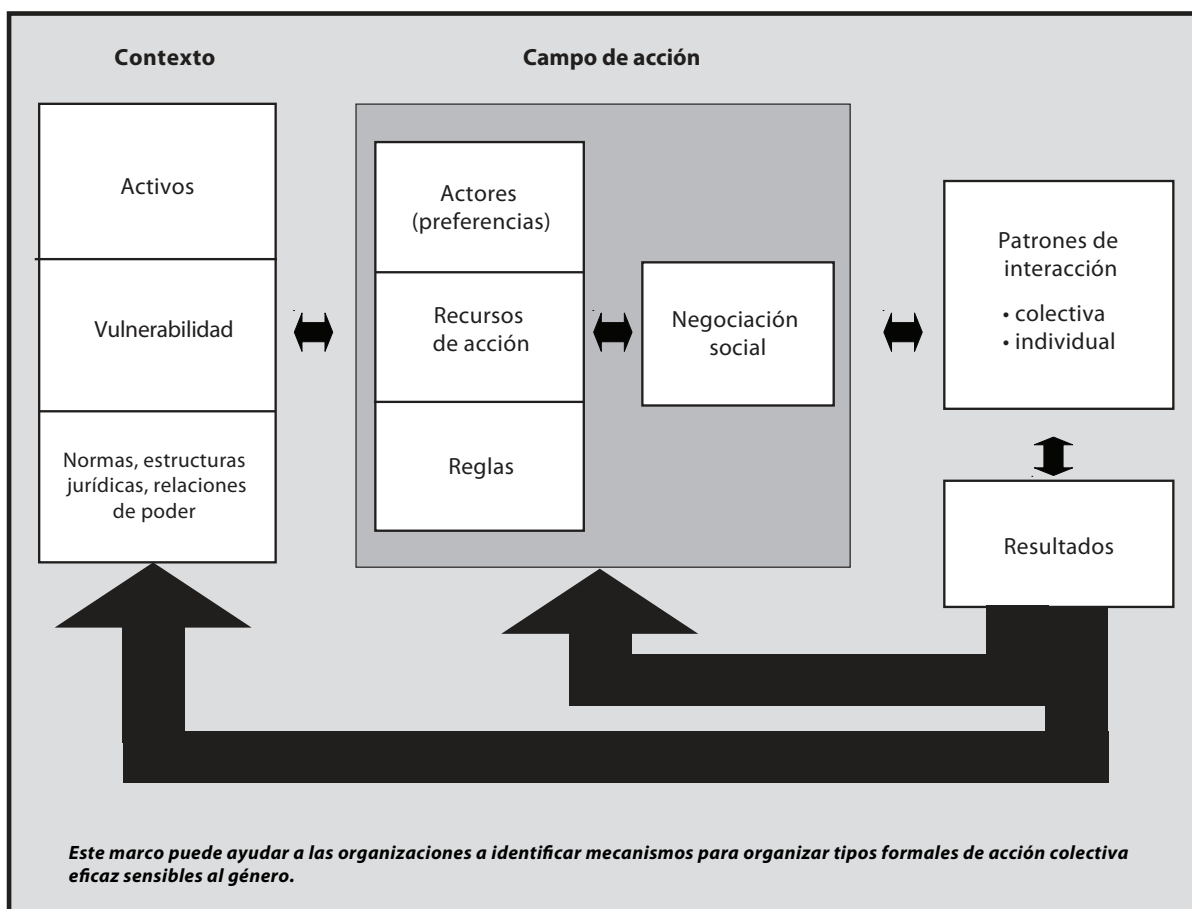 Contexto
Campo de acción
Activos
Vulnerabilidad
Normas, estructuras
jurídicas, relaciones
de poder
Actores
(preferencias)
Recursos
de acción
Reglas
Negociación
social
Patrones de
interacción
• colectiva
• individual
Resultados
Este marco puede ayudar a las organizaciones a identificar mecanismos para organizar tipos formales de acción colectiva
eficaz sensibles al género.